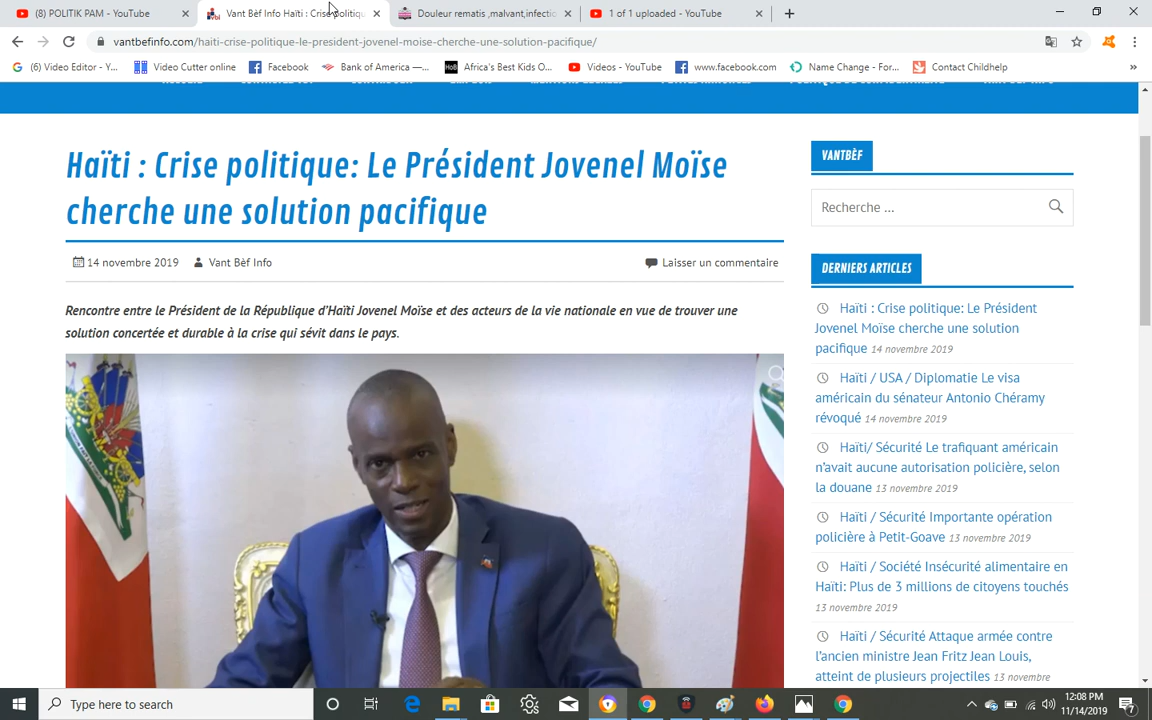 (8) POLITIK PAM - YouTube
Vant Bèf Info Haïti : Crise politiqu
Douleur rematis ,malvant,infectio
1 of 1 uploaded - YouTube
vantbefinfo.com/haiti-crise-politique-le-president-jovenel-moise-cherche-une-solution-pacifique/
(6) Video Editor - Y...
Video Cutter online
Facebook
Bank of America —...
Africa's Best Kids O...
Videos - YouTube
www.facebook.com
Name Change - For...
Contact Childhelp
Haïti : Crise politique: Le Président Jovenel Moïse
cherche une solution pacifique
14 novembre 2019 Vant Bèf Info Laisser un commentaire
Rencontre entre le Président de la République d'Haïti Jovenel Moïse et des acteurs de la vie nationale en vue de trouver une
solution concertée et durable à la crise qui sévit dans le pays.
VANTBÈF
Recherche ...
DERNIERS ARTICLES
Haïti : Crise politique: Le Président
Jovenel Moïse cherche une solution
pacifique 14 novembre 2019
Haïti / USA / Diplomatie Le visa
américain du sénateur Antonio Chéramy
révoqué 14 novembre 2019
Haïti/ Sécurité Le trafiquant américain
n'avait aucune autorisation policière, selon
la douane 13 novembre 2019
Haïti / Sécurité Importante opération
policière à Petit-Goave 13 novembre 2019
Haïti / Société Insécurité alimentaire en
Haïti: Plus de 3 millions de citoyens touchés
13 novembre 2019
Haïti / Sécurité Attaque armée contre
l'ancien ministre Jean Fritz Jean Louis,
atteint de plusieurs projectiles 13 novembre
Type here to search
12:08 PM
11/14/2019
7